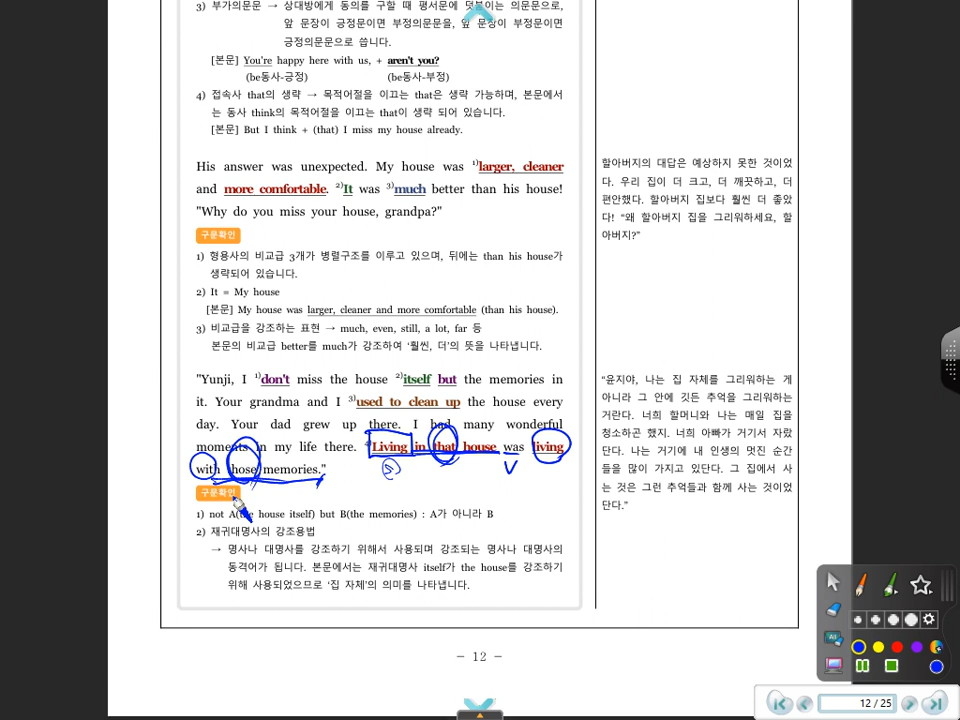 3) 부가의문문 → 상대방에게 동의를 구할 때 평서문에 덧붙이는 의문문으로,
앞 문장이 긍정문이면 부정의문문을, 앞 문장이 부정문이면
긍정의문문으로 씁니다.
[본문] You're happy here with us, + aren't you?
(be동사-긍정) (be동사-부정)
4) 접속사 that의 생략 → 목적어절을 이끄는 that은 생략 가능하며, 본문에서
는 동사 think의 목적어절을 이끄는 that이 생략 되어 있습니다.
[본문] But I think + (that) I miss my house already.
His answer was unexpected. My house was 1)larger, cleaner
and more comfortable. 2)It was 3)much better than his house!
"Why do you miss your house, grandpa?"
구문확인
1) 형용사의 비교급 3개가 병렬구조를 이루고 있으며, 뒤에는 than his house가
생략되어 있습니다.
2) It = My house
[본문] My house was larger, cleaner and more comfortable (than his house).
3) 비교급을 강조하는 표현 → much, even, still, a lot, far 등
본문의 비교급 better를 much가 강조하여 '훨씬, 더'의 뜻을 나타냅니다.
"Yunji, I 1)don't miss the house 2)itself but the memories in
it. Your grandma and I 3)used to clean up the house every
day. Your dad grew up there. I had many wonderful
moments in my life there. 4)Living in that house was living
with those memories."
S V
구문확인
1) not A(the house itself) but B(the memories) : A가 아니라 B
2) 재귀대명사의 강조용법
→ 명사나 대명사를 강조하기 위해서 사용되며 강조되는 명사나 대명사의
동격어가 됩니다. 본문에서는 재귀대명사 itself가 the house를 강조하기
위해 사용되었으므로 '집 자체'의 의미를 나타냅니다.
할아버지의 대답은 예상하지 못한 것이었
다. 우리 집이 더 크고, 더 깨끗하고, 더
편안했다. 할아버지 집보다 훨씬 더 좋았
다! "왜 할아버지 집을 그리워하세요, 할
아버지?"
"윤지야, 나는 집 자체를 그리워하는 게
아니라 그 안에 깃든 추억을 그리워하는
거란다. 너희 할머니와 나는 매일 집을
청소하곤 했지. 너희 아빠가 거기서 자랐
단다. 나는 거기에 내 인생의 멋진 순간
들을 많이 가지고 있단다. 그 집에서 사
는 것은 그런 추억들과 함께 사는 것이었
단다."
- 12 -
12 / 25